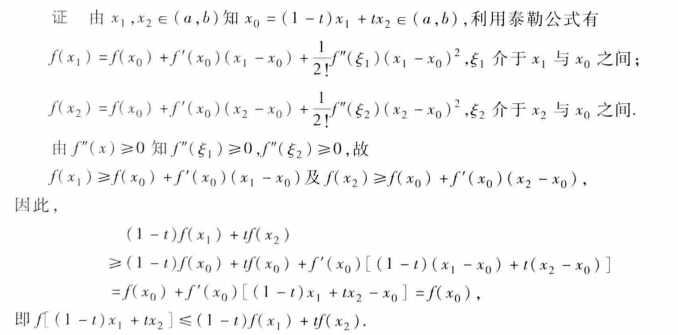 证 由 x₁,x₂∈(a,b)知 x₀=(1-t)x₁+tx₂∈(a,b),利用泰勒公式有
f(x₁)=f(x₀)+f′(x₀)(x₁-x₀)+\frac{1}{2!}f″(ξ₁)(x₁-x₀)²,ξ₁ 介于 x₁ 与 x₀ 之间;
f(x₂)=f(x₀)+f′(x₀)(x₂-x₀)+\frac{1}{2!}f″(ξ₂)(x₂-x₀)²,ξ₂ 介于 x₂ 与 x₀ 之间.
由 f″(x)≥0 知 f″(ξ₁)≥0,f″(ξ₂)≥0,故
f(x₁)≥f(x₀)+f′(x₀)(x₁-x₀)及 f(x₂)≥f(x₀)+f′(x₀)(x₂-x₀),
因此,
(1-t)f(x₁)+tf(x₂)
≥(1-t)f(x₀)+tf(x₀)+f′(x₀)[(1-t)(x₁-x₀)+t(x₂-x₀)]
=f(x₀)+f′(x₀)[(1-t)x₁+tx₂-x₀]=f(x₀),
即 f[(1-t)x₁+tx₂]≤(1-t)f(x₁)+tf(x₂).